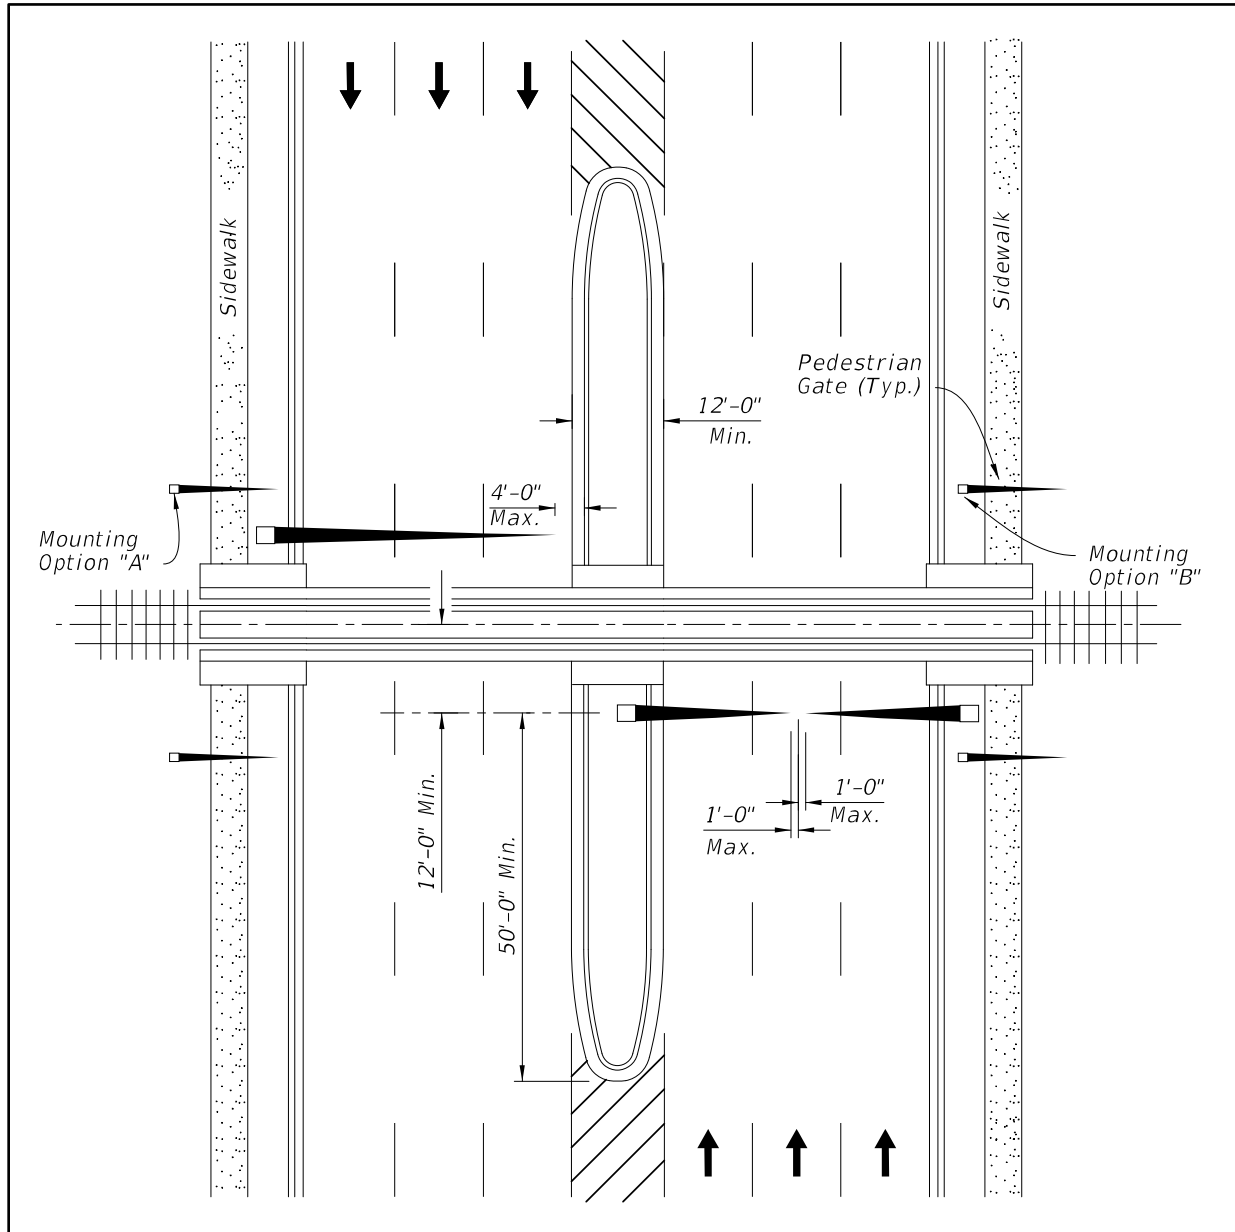 Sidewalk
Sidewalk
Pedestrian
Gate (Typ.)
12'-0"
Min.
4'-0"
Max.
Mounting
Option "A"
Mounting
Option "B"
12'-0" Min.
50'-0" Min.
1'-0"
Max.
1'-0"
Max.